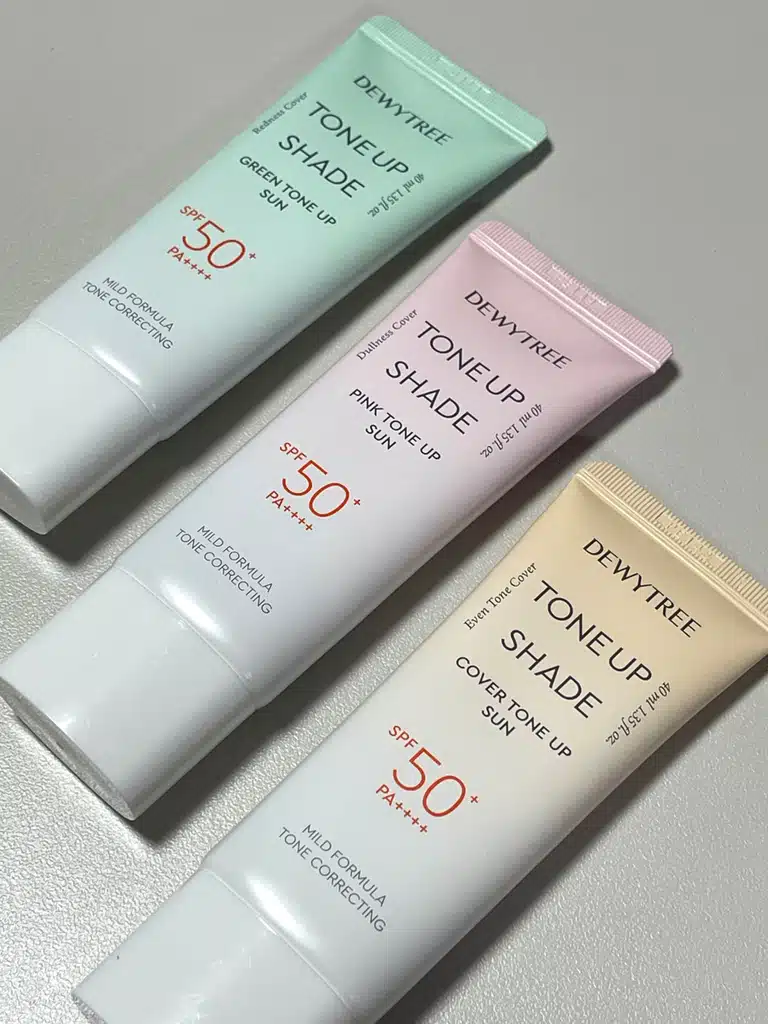 DEWYTREE
Redness Cover
TONE UP
SHADE
40 ml 1.35 fl. oz
GREEN TONE UP
SUN
SPF 50+
PA++++
MILD FORMULA
TONE CORRECTING
DEWYTREE
Dullness Cover
TONE UP
SHADE
40 ml 1.35 fl. oz.
PINK TONE UP
SUN
SPF 50+
PA++++
MILD FORMULA
TONE CORRECTING
DEWYTREE
Even Tone Cover
TONE UP
SHADE
40 ml 1.35 fl. oz.
COVER TONE UP
SUN
SPF 50+
PA++++
MILD FORMULA
TONE CORRECTING